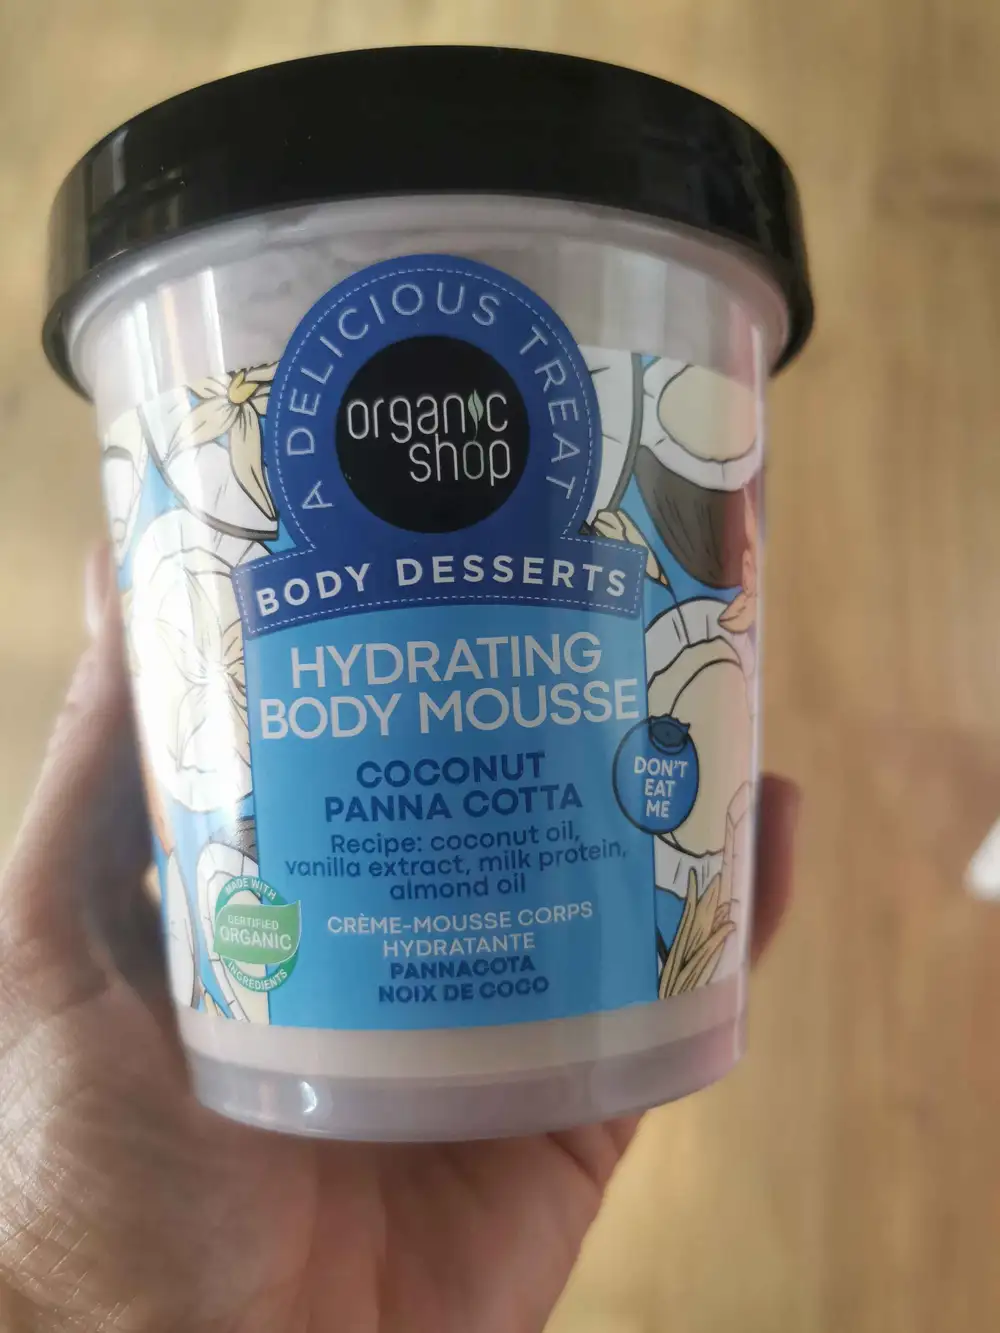 A DELICIOUS TREAT
organic
shop
BODY DESSERTS
HYDRATING
BODY MOUSSE
COCONUT
PANNA COTTA
Recipe: coconut oil,
vanilla extract, milk protein,
almond oil
CRÈME-MOUSSE CORPS
HYDRATANTE
PANNACOTA
NOIX DE COCO
DON'T
EAT
ME
MADE WITH
CERTIFIED
ORGANIC
INGREDIENTS